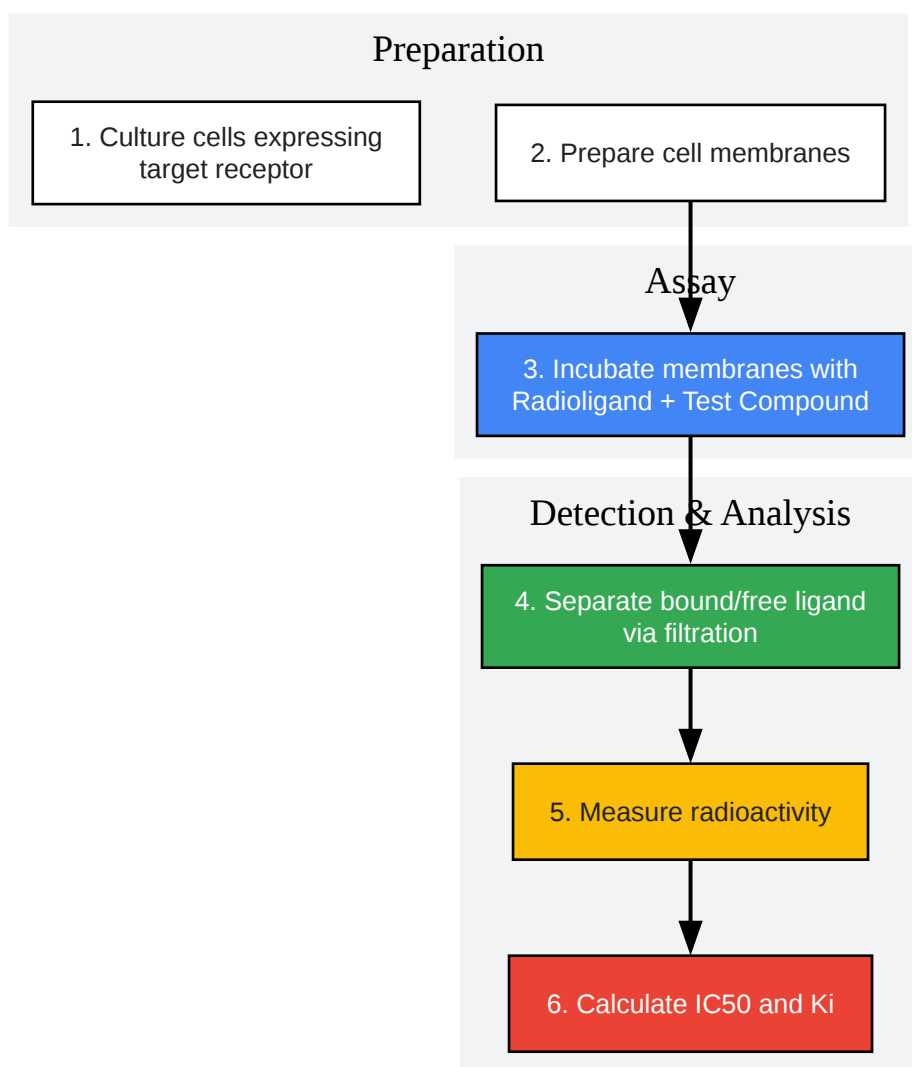 Preparation
1. Culture cells expressing
target receptor
2. Prepare cell membranes
Assay
3. Incubate membranes with
Radioligand + Test Compound
Detection & Analysis
4. Separate bound/free ligand
via filtration
5. Measure radioactivity
6. Calculate IC50 and Ki